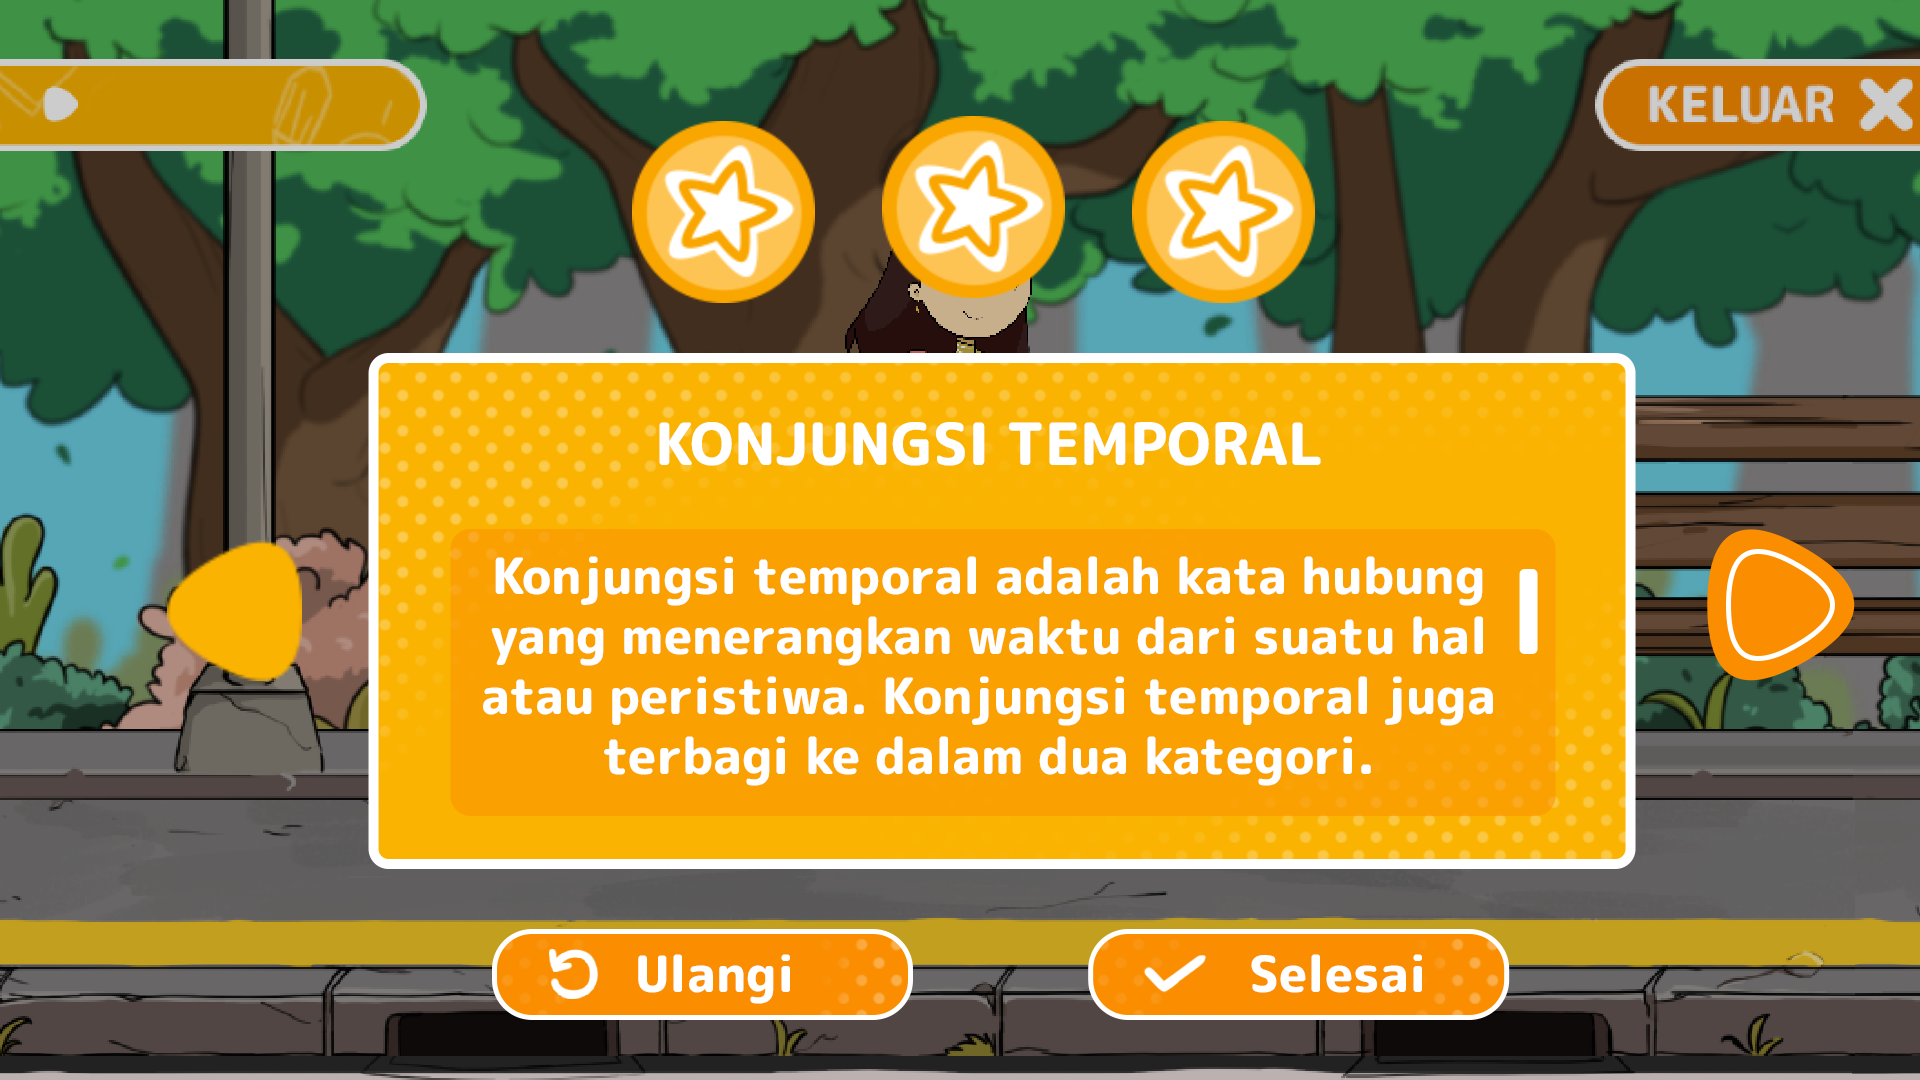 KELUAR
KONJUNGSI TEMPORAL
Konjungsi temporal adalah kata hubung
yang menerangkan waktu dari suatu hal
atau peristiwa. Konjungsi temporal juga
terbagi ke dalam dua kategori.
Ulangi
Selesai